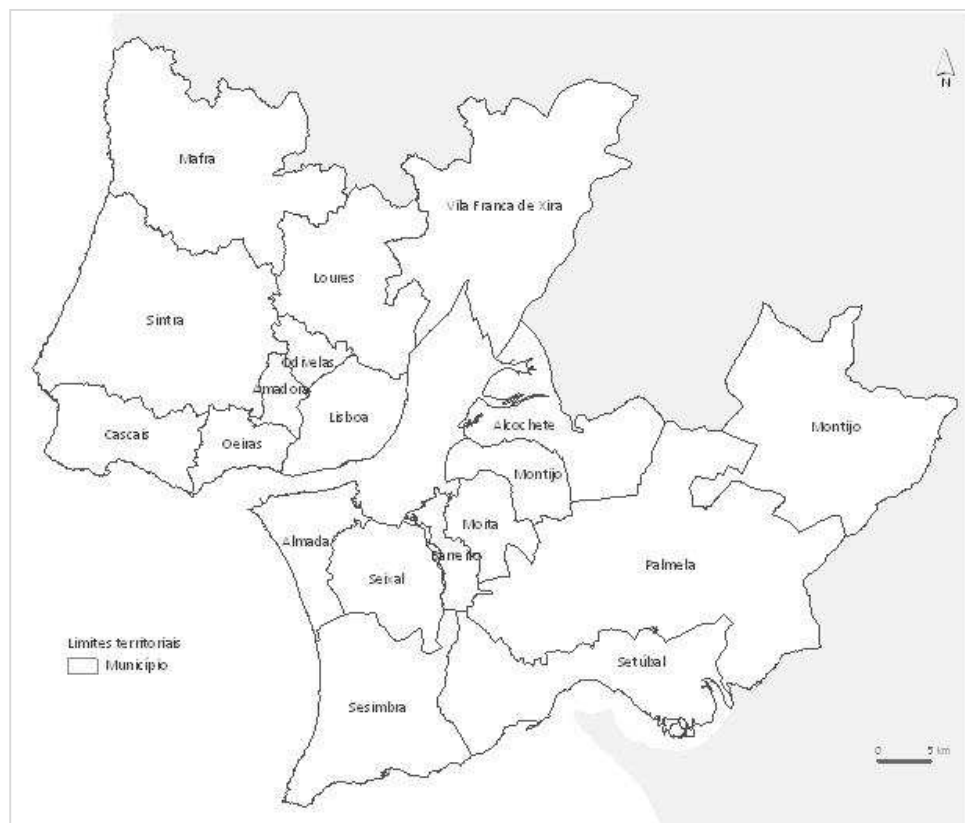 N
Mafra
Vila Franca de Xira
Loures
Sintra
Odivelas
Amadora
Lisboa
Cascais
Oeiras
Alcochete
Montijo
Montijo
Moita
Almada
Barreiro
Seixal
Palmela
Limites territoriais
Município
Setúbal
Sesimbra
0 5 km